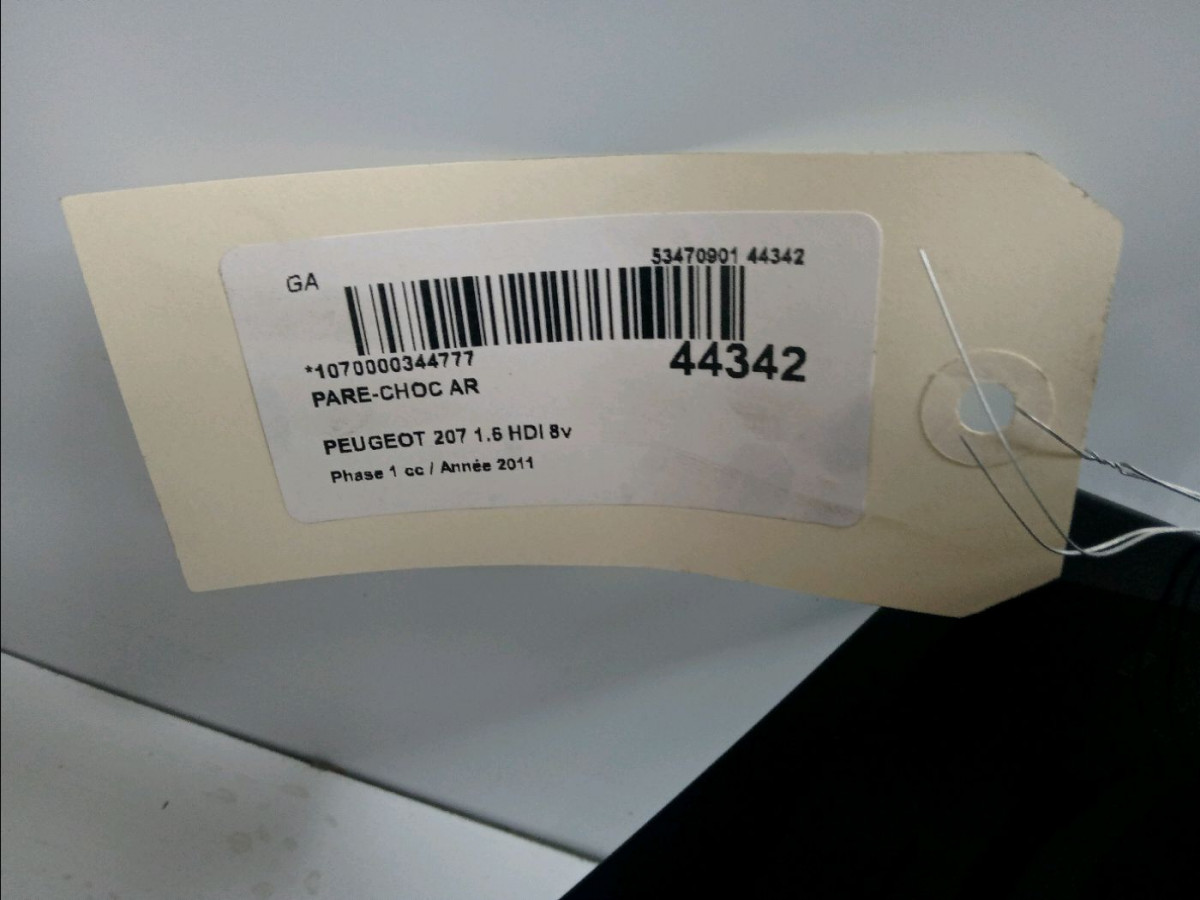 GA
53470901 44342
*1070000344777
44342
PARE-CHOC AR
PEUGEOT 207 1.6 HDI 8v
Phase 1 cc / Année 2011